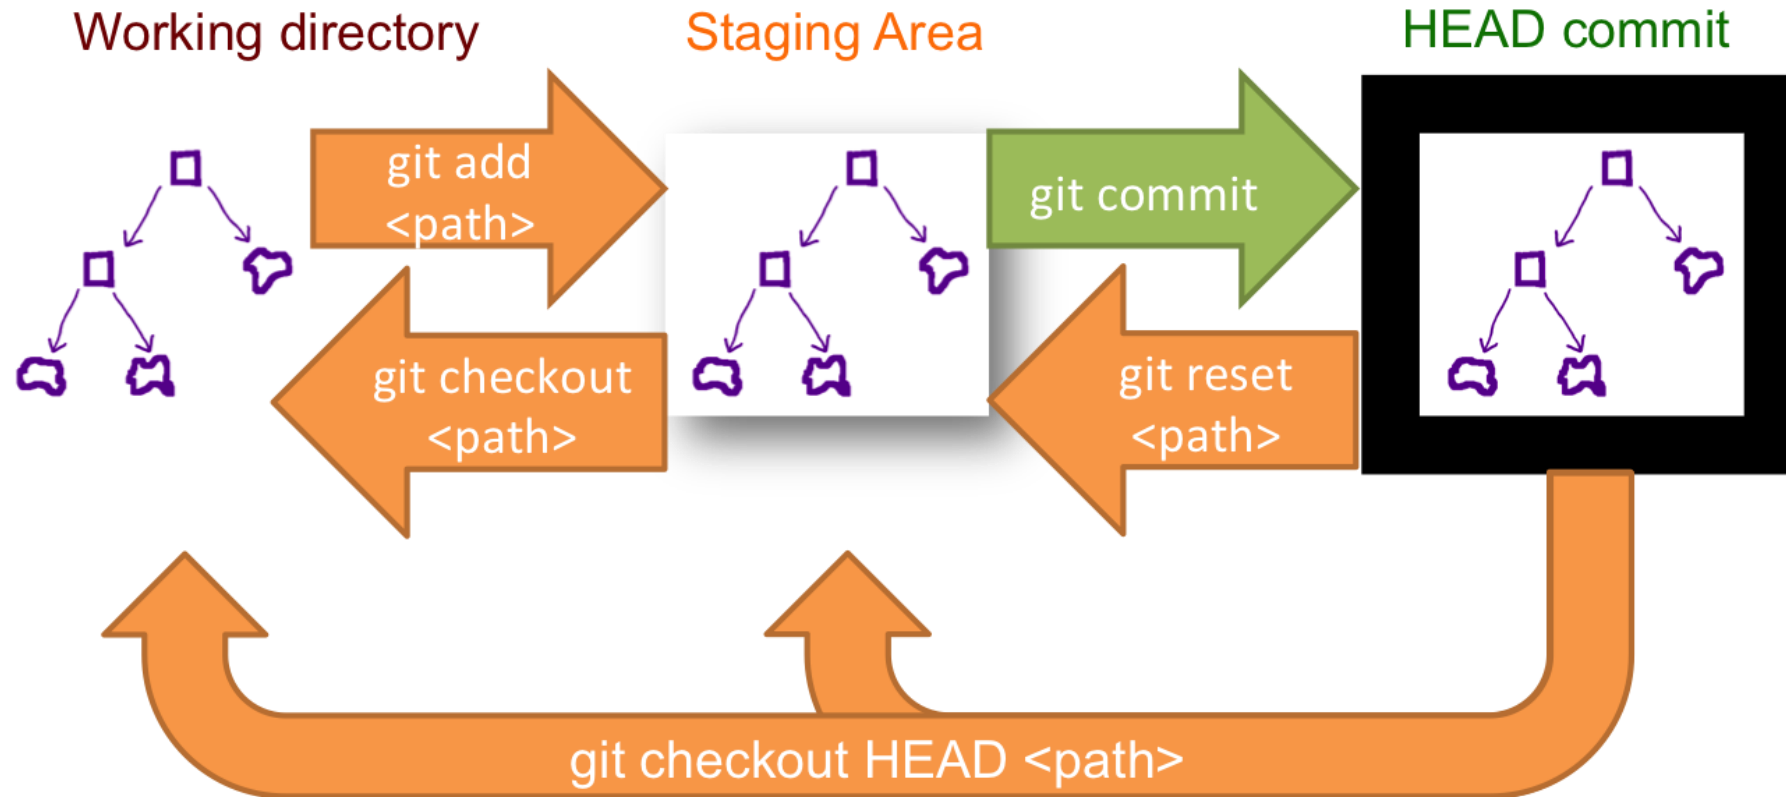 Working directory
Staging Area
HEAD commit
git add
<path>
git commit
git checkout
<path>
git reset
<path>
git checkout HEAD <path>